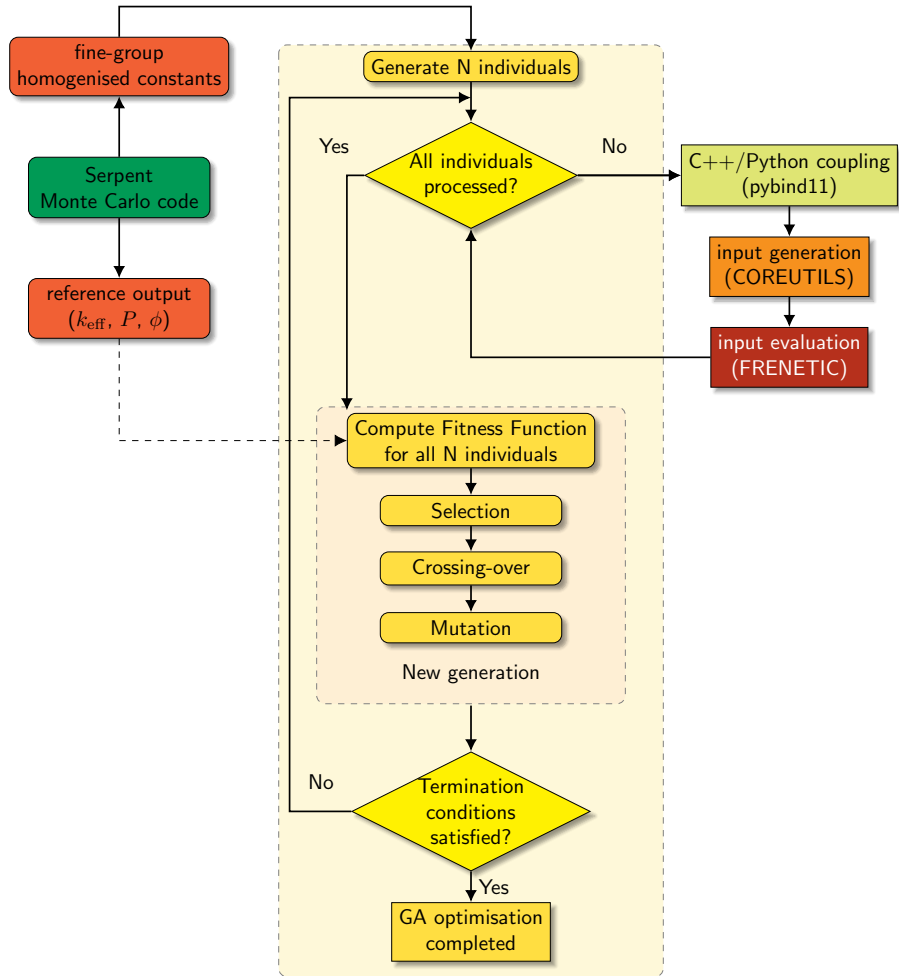 fine-group
homogenised constants
Generate N individuals
Serpent
Monte Carlo code
Yes
All individuals
processed?
No
C++/Python coupling
(pybind11)
input generation
(COREUTILS)
reference output
(k_eff, P, ϕ)
input evaluation
(FRENETIC)
Compute Fitness Function
for all N individuals
Selection
Crossing-over
Mutation
New generation
No
Termination
conditions
satisfied?
Yes
GA optimisation
completed